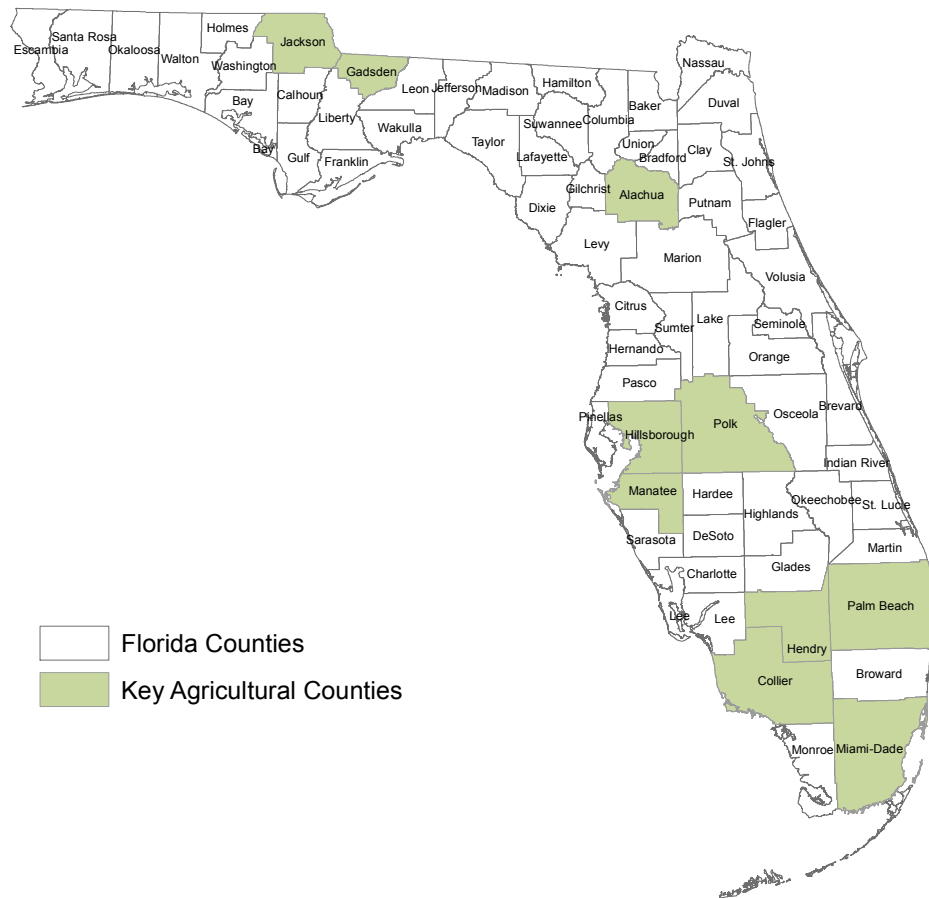 Holmes
Jackson
Santa Rosa
Escambia
Okaloosa
Walton
Washington
Gadsden
Bay
Calhoun
Liberty
Leon
Jefferson
Madison
Hamilton
Nassau
Baker
Duval
Wakulla
Taylor
Suwannee
Columbia
Bay
Gulf
Franklin
Lafayette
Union
Bradford
Clay
St. Johns
Gilchrist
Alachua
Putnam
Dixie
Flagler
Levy
Marion
Volusia
Citrus
Sumter
Lake
Seminole
Hernando
Orange
Pasco
Pinellas
Hillsborough
Polk
Osceola
Brevard
Indian River
Manatee
Hardee
Highlands
Okeechobee
St. Lucie
Sarasota
DeSoto
Martin
Charlotte
Glades
Lee
Lee
Palm Beach
Hendry
Collier
Broward
Monroe
Miami-Dade
Florida Counties
Key Agricultural Counties